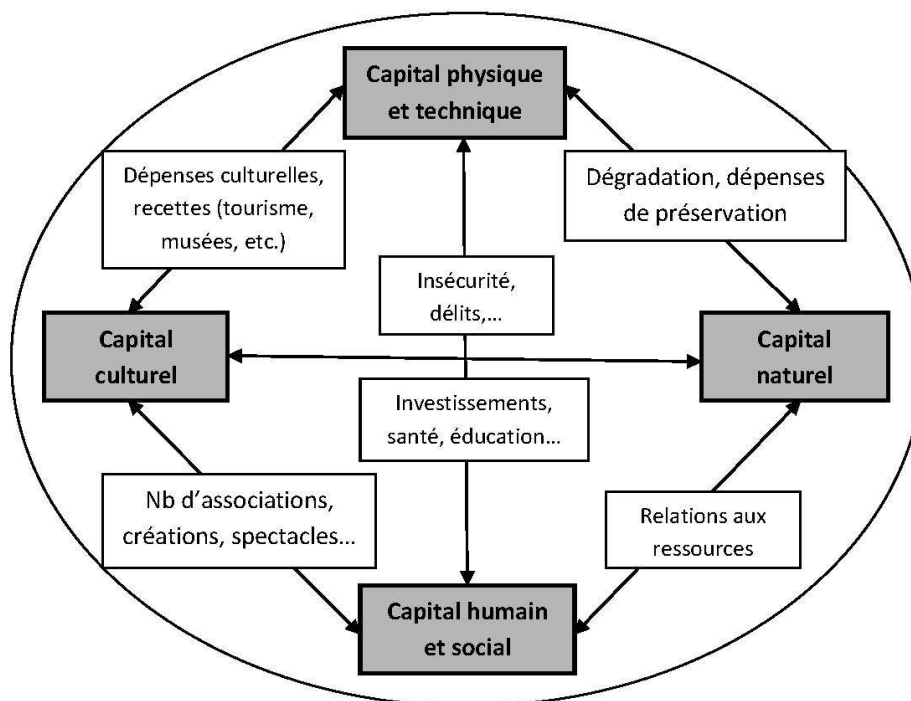 Capital physique
et technique
Dépenses culturelles,
recettes (tourisme,
musées, etc.)
Dégradation, dépenses
de préservation
Insécurité,
délits,...
Capital
culturel
Capital
naturel
Investissements,
santé, éducation...
Nb d'associations,
créations, spectacles...
Relations aux
ressources
Capital humain
et social